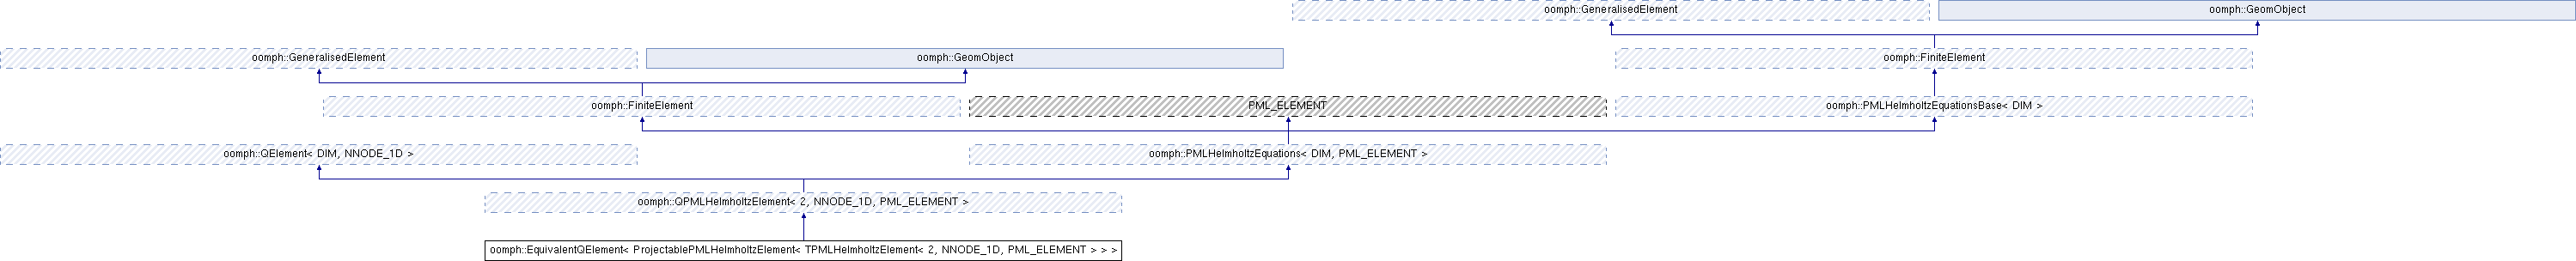 oomph::GeneralisedElement
oomph::GeomObject
oomph::GeneralisedElement
oomph::GeomObject
oomph::FiniteElement
oomph::FiniteElement
PML_ELEMENT
oomph::PMLHelmholtzEquationsBase< DIM >
oomph::QElement< DIM, NNODE_1D >
oomph::PMLHelmholtzEquations< DIM, PML_ELEMENT >
oomph::QPMLHelmholtzElement< 2, NNODE_1D, PML_ELEMENT >
oomph::EquivalentQElement< ProjectablePMLHelmholtzElement< TPMLHelmholtzElement< 2, NNODE_1D, PML_ELEMENT > > >